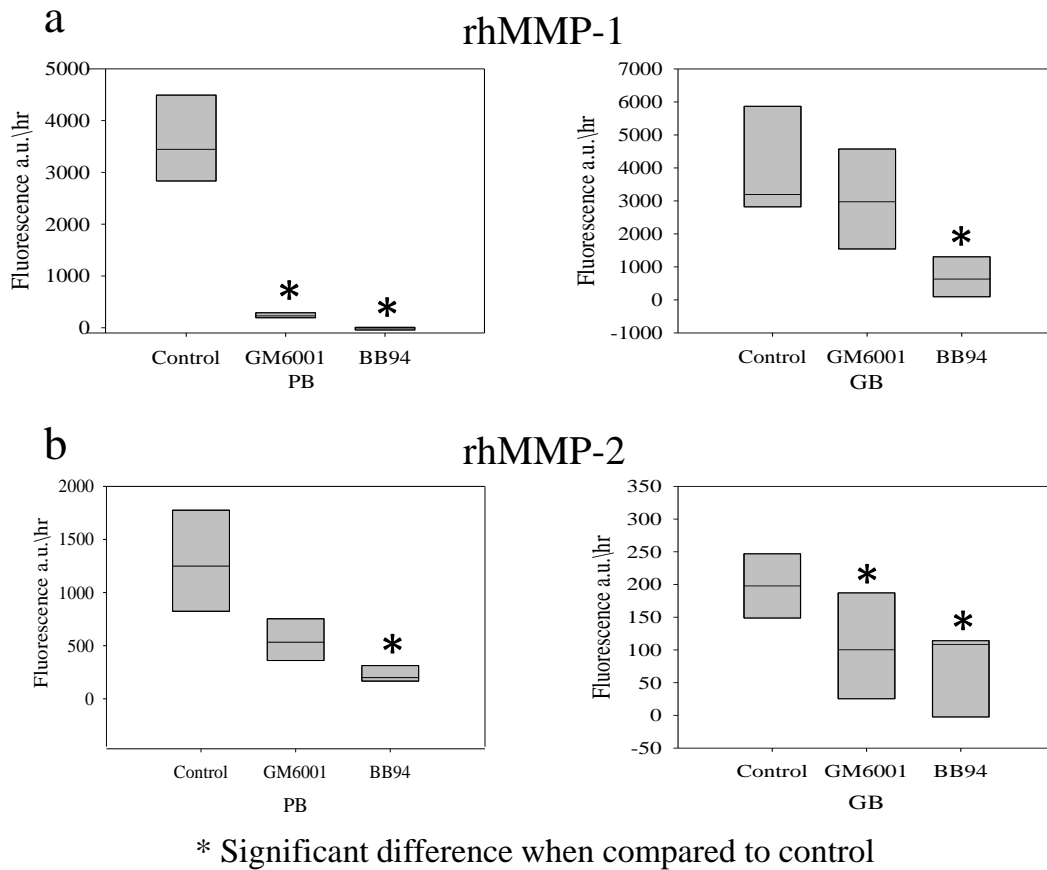 a
rhMMP-1
Fluorescence a.u.\hr
5000
4000
3000
2000
1000
0
Control GM6001 BB94
PB
Fluorescence a.u.\hr
7000
6000
5000
4000
3000
2000
1000
0
-1000
Control GM6001 BB94
GB
b
rhMMP-2
Fluorescence a.u.\hr
2000
1500
1000
500
0
Control GM6001 BB94
PB
Fluorescence a.u.\hr
350
300
250
200
150
100
50
0
-50
Control GM6001 BB94
GB
* * *
* * *
* Significant difference when compared to control